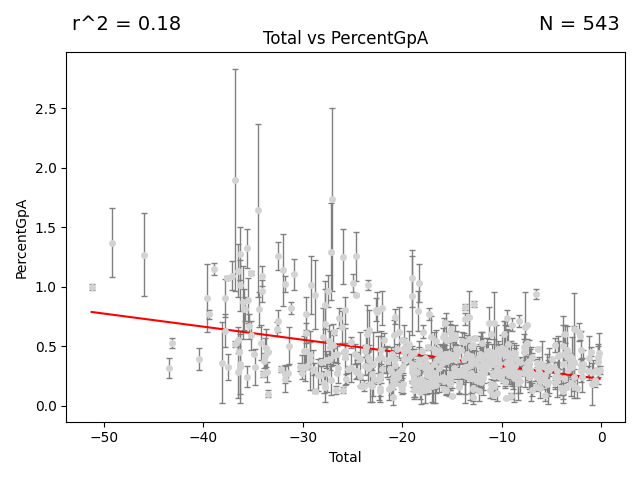 r^2 = 0.18
N = 543
Total vs PercentGpA
PercentGpA
2.5
2.0
1.5
1.0
0.5
0.0
−50
−40
−30
−20
−10
0
Total